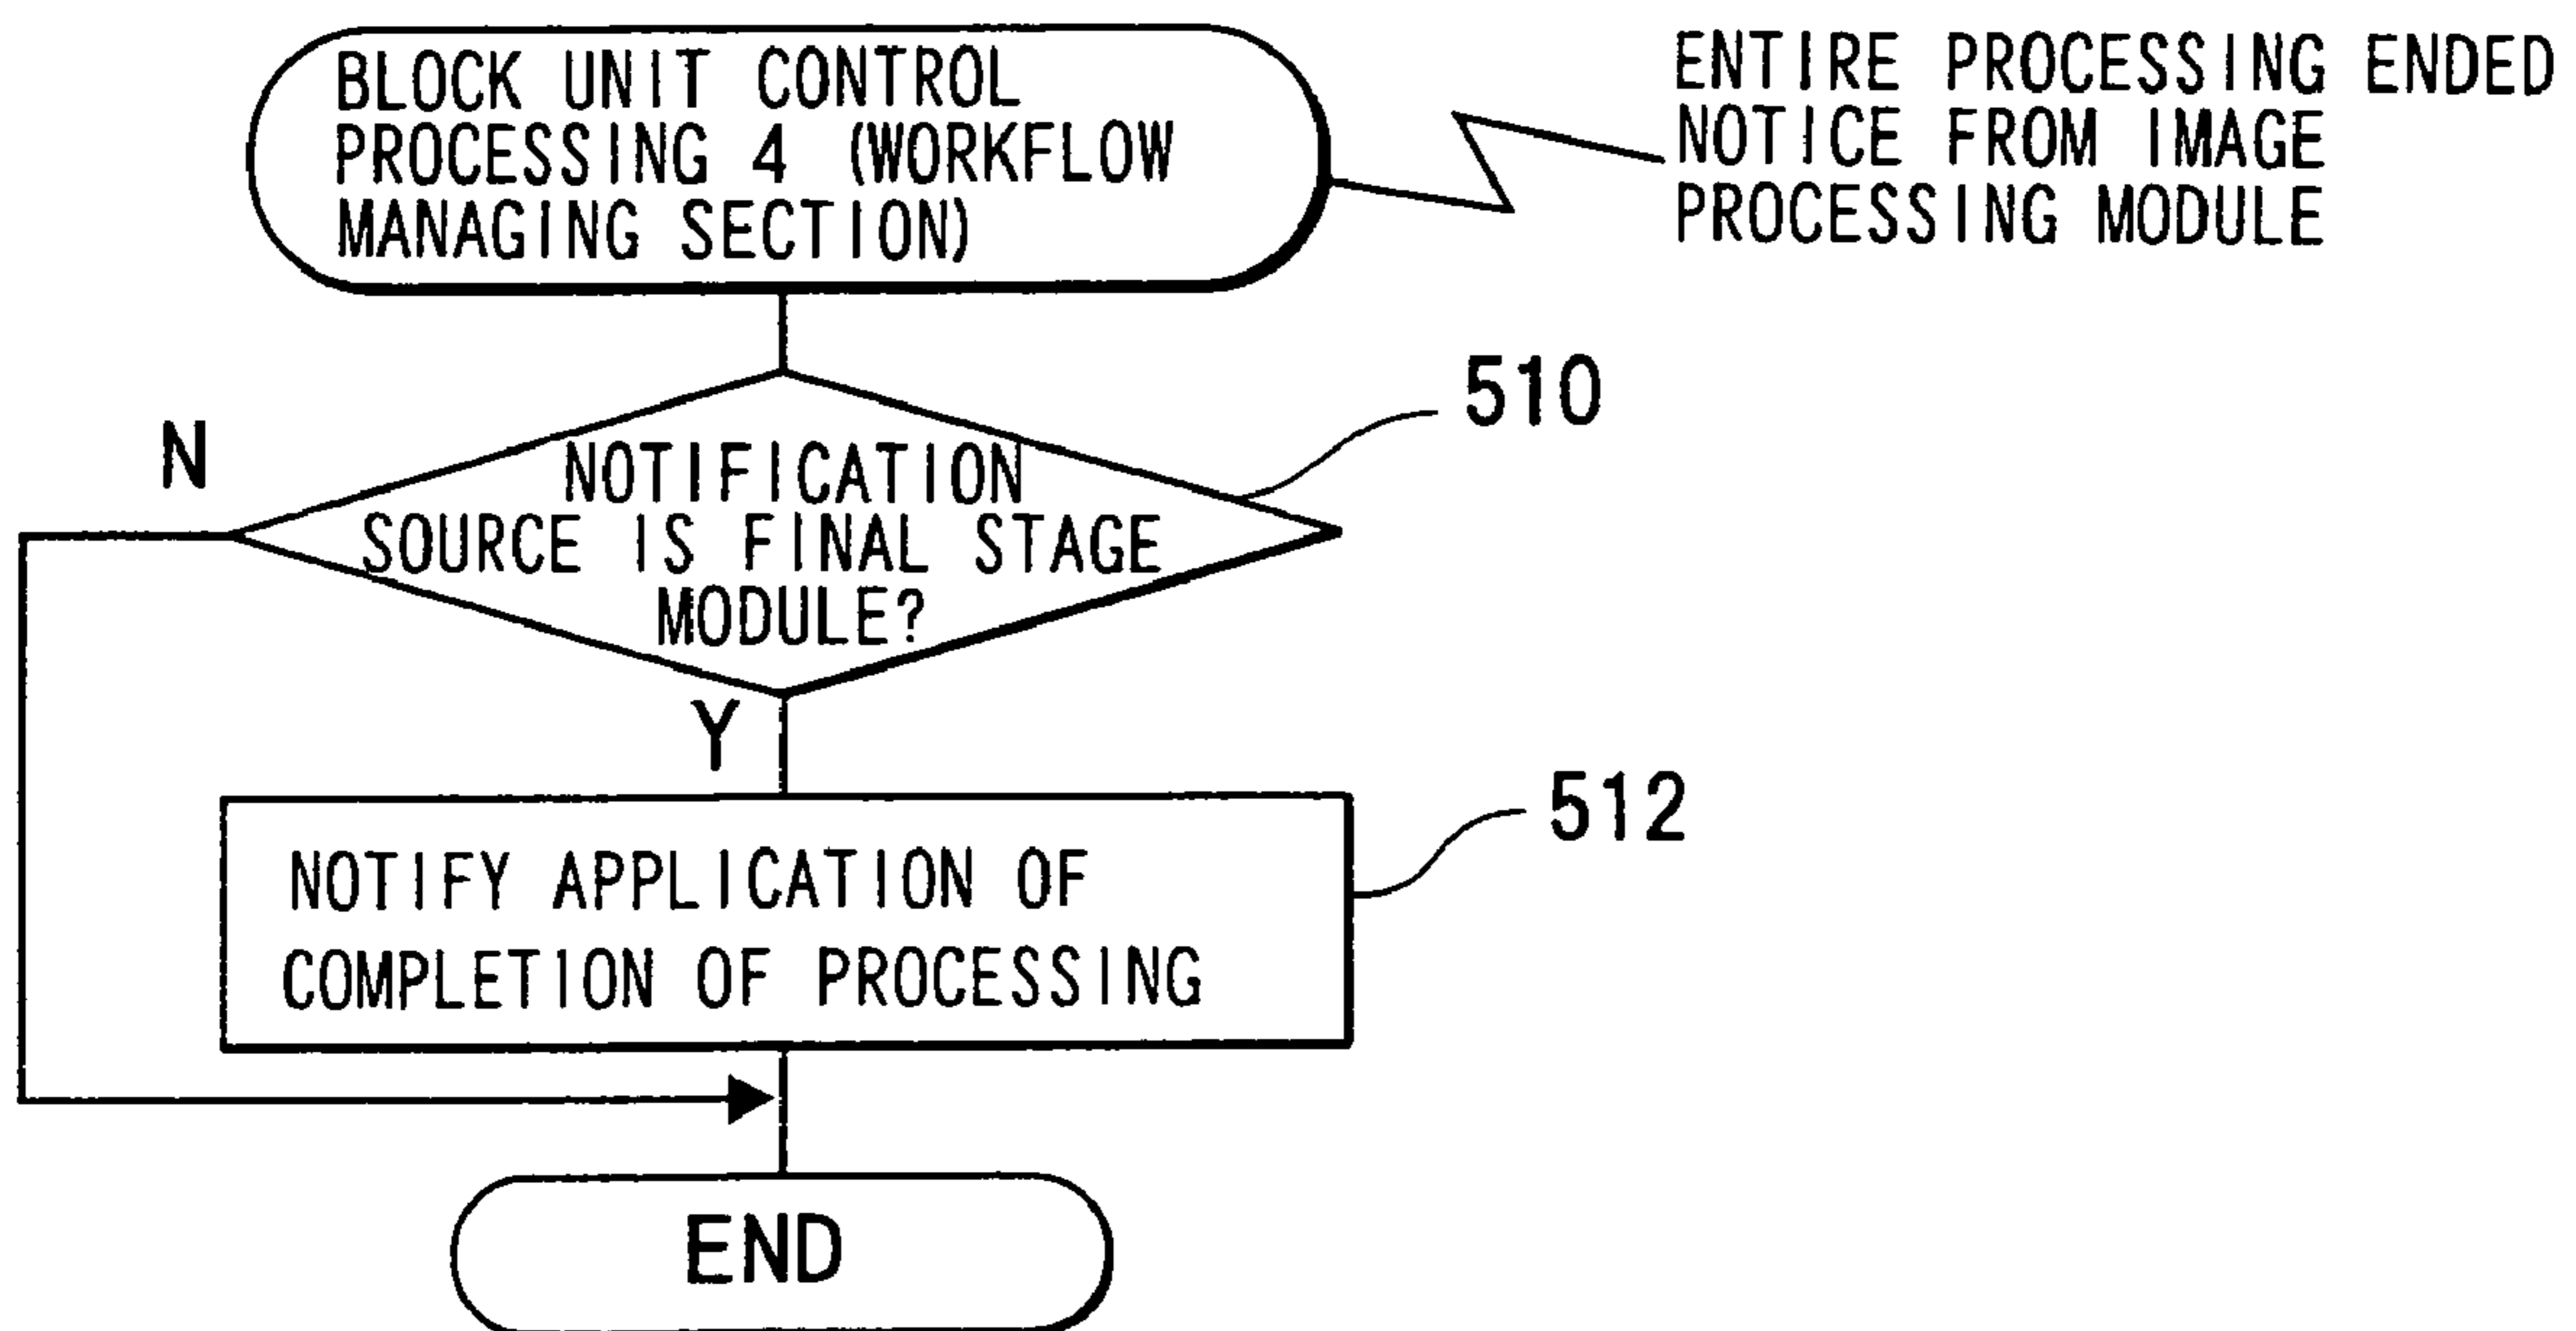 BLOCK UNIT CONTROL
PROCESSING 4 (WORKFLOW
MANAGING SECTION)
ENTIRE PROCESSING ENDED
NOTICE FROM IMAGE
PROCESSING MODULE
510
N
NOTIFICATION
SOURCE IS FINAL STAGE
MODULE?
Y
512
NOTIFY APPLICATION OF
COMPLETION OF PROCESSING
END